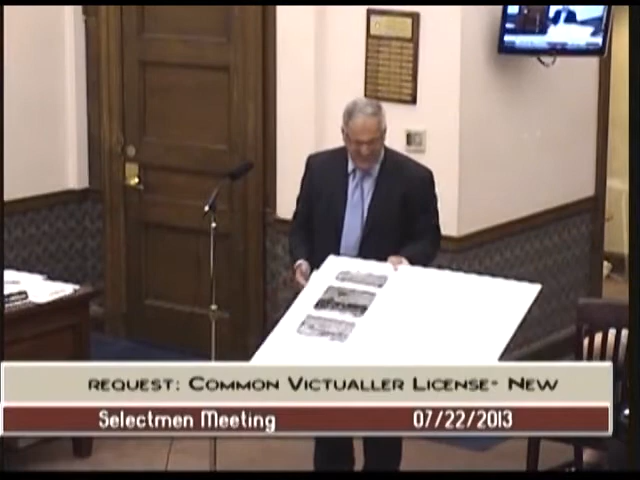 REQUEST: COMMON VICTUALLER LICENSE- NEW
Selectmen Meeting 07/22/2013